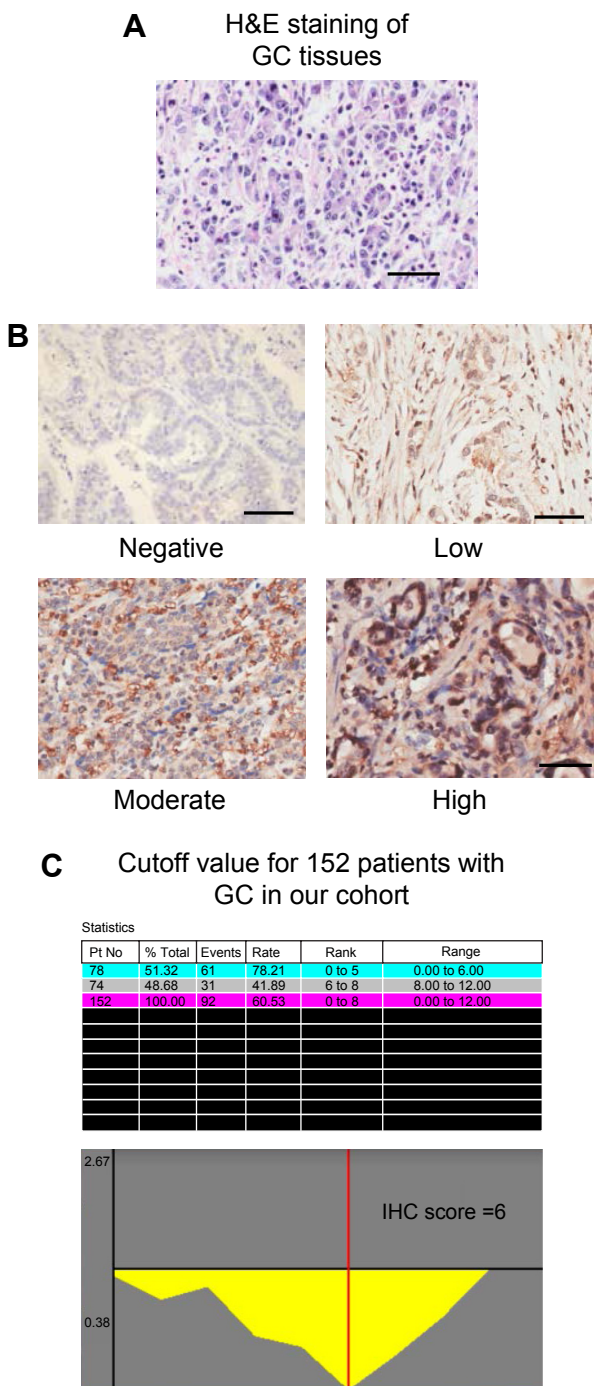 A
H&E staining of
GC tissues
B
Negative
Low
Moderate
High
C
Cutoff value for 152 patients with
GC in our cohort
Statistics
Pt No % Total Events Rate Rank Range
78 51.32 61 78.21 0 to 5 0.00 to 6.00
74 48.68 31 41.89 6 to 8 8.00 to 12.00
152 100.00 92 60.53 0 to 8 0.00 to 12.00
2.67
IHC score =6
0.38